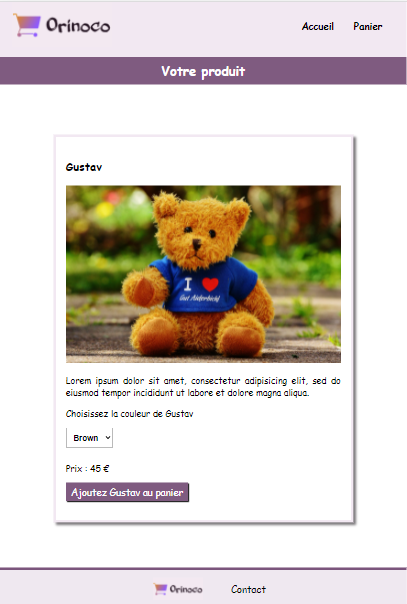 Orinoco
Accueil Panier
Votre produit
Gustav
I ❤
Lorem ipsum dolor sit amet, consectetur adipisicing elit, sed do
eiusmod tempor incididunt ut labore et dolore magna aliqua.
Choisissez la couleur de Gustav
Brown
Prix : 45 €
Ajoutez Gustav au panier
Orinoco Contact